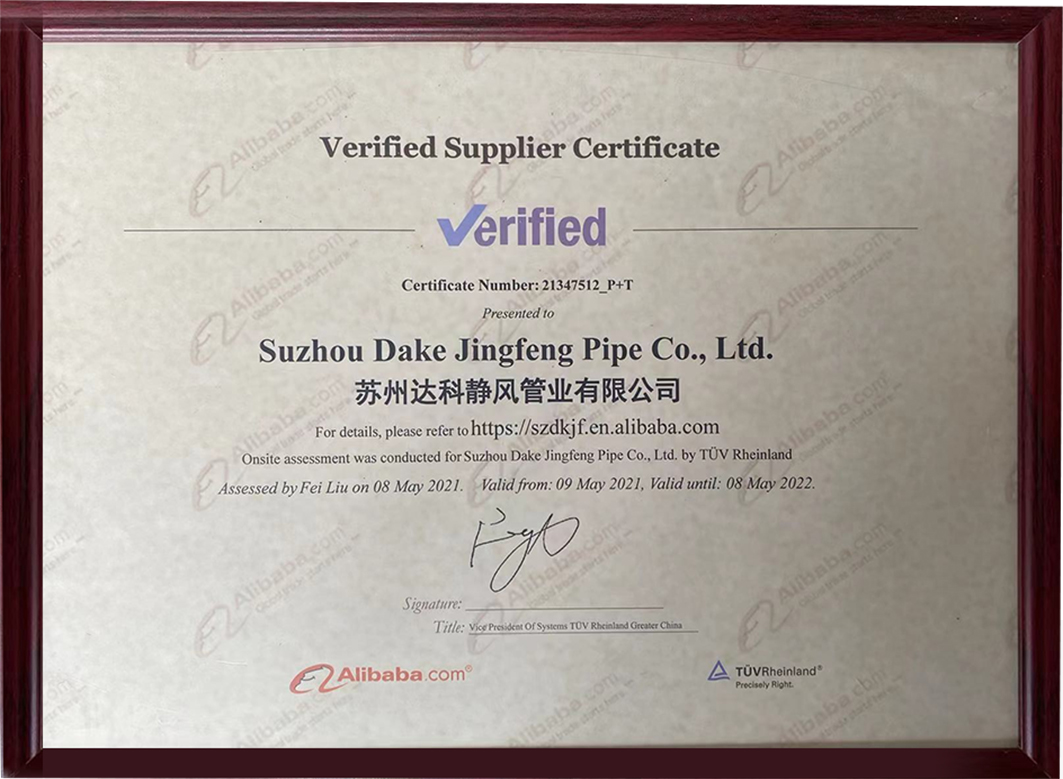 Verified Supplier Certificate
Verified
Certificate Number: 21347512_P+T
Presented to
Suzhou Dake Jingfeng Pipe Co., Ltd.
苏州达科静风管业有限公司
For details, please refer to https://szdkjf.en.alibaba.com
Onsite assessment was conducted for Suzhou Dake Jingfeng Pipe Co., Ltd. by TÜV Rheinland
Assessed by Fei Liu on 08 May 2021. Valid from: 09 May 2021, Valid until: 08 May 2022.
Signature:
Title: Vice President Of Systems TÜV Rheinland Greater China
Alibaba.com®
TÜVRheinland®
Precisely Right.